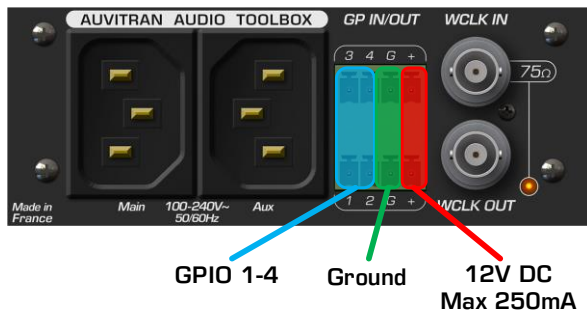 AUVITRAN AUDIO TOOLBOX
GP IN/OUT
WCLK IN
3 4 G +
75Ω
Made in
France
Main
100-240V~
50/60Hz
Aux
1 2 G +
WCLK OUT
GPIO 1-4
Ground
12V DC
Max 250mA